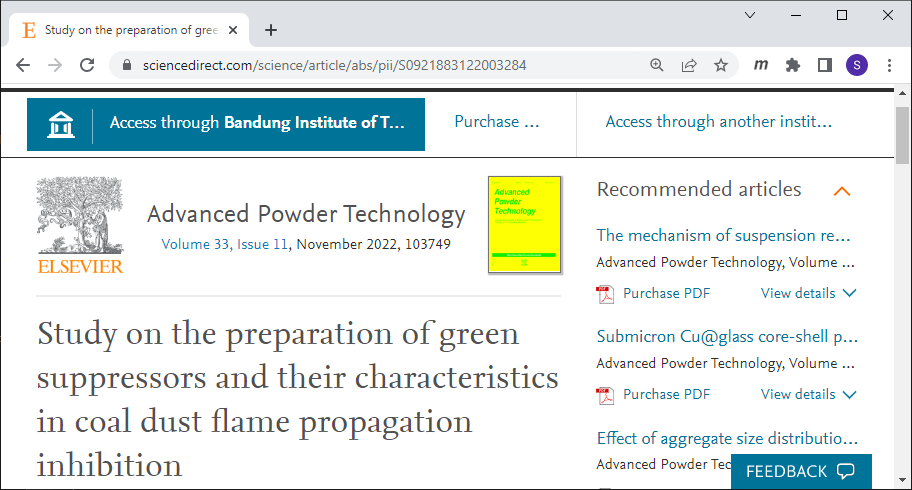 Study on the preparation of gree
sciencedirect.com/science/article/abs/pii/S0921883122003284
m
S
Access through Bandung Institute of T...
Purchase ...
Access through another instit...
ELSEVIER
Advanced Powder Technology
Volume 33, Issue 11, November 2022, 103749
Advanced
Powder
Technology
Study on the preparation of green
suppressors and their characteristics
in coal dust flame propagation
inhibition
Recommended articles
The mechanism of suspension re...
Advanced Powder Technology, Volume ...
Purchase PDF
View details
Submicron Cu@glass core-shell p...
Advanced Powder Technology, Volume ...
Purchase PDF
View details
Effect of aggregate size distributio...
Advanced Powder Tec
FEEDBACK